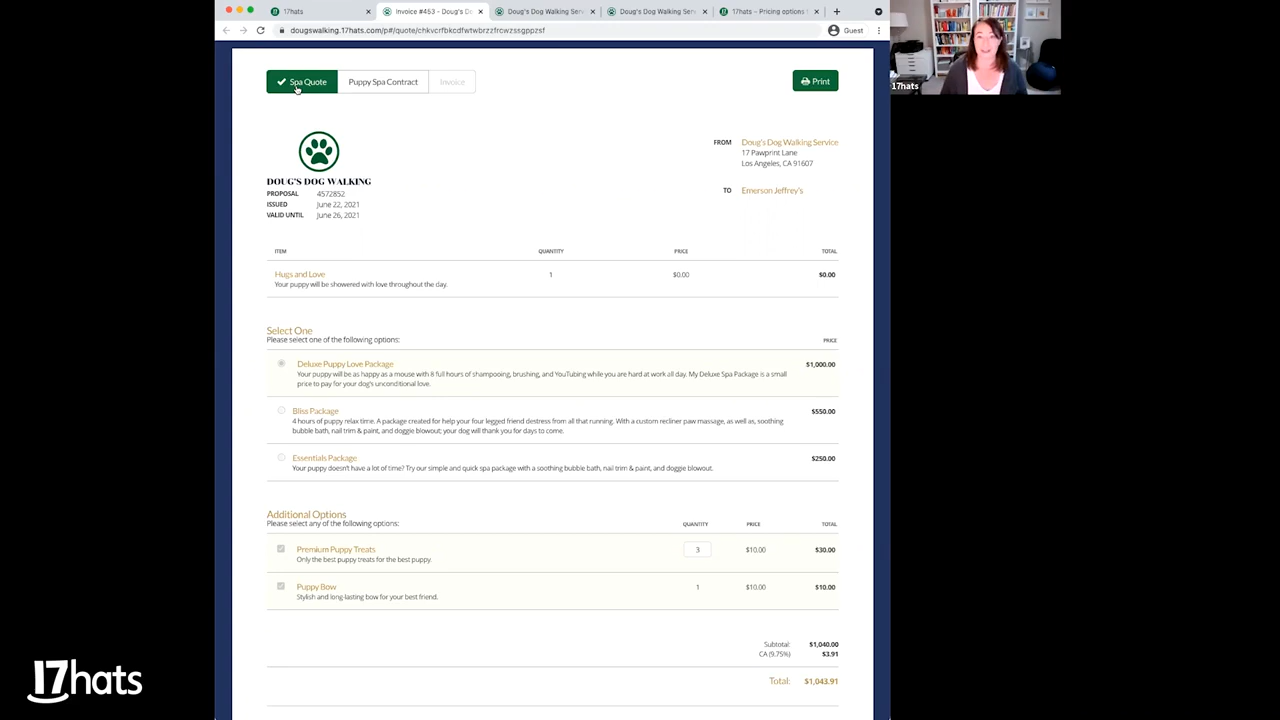 17hats
Invoice #453 - Doug's Do
Doug's Dog Walking Servi
Doug's Dog Walking Serv
17hats – Pricing options
dougswalking.17hats.com/p#/quote/chkvcrfbkcdfwtwbrzzfrcwzssgppzsf
Guest
17hats
Spa Quote
Puppy Spa Contract
Invoice
Print
DOUG'S DOG WALKING
FROM Doug's Dog Walking Service
17 Pawprint Lane
Los Angeles, CA 91607
TO Emerson Jeffrey's
PROPOSAL 4572852
ISSUED June 22, 2021
VALID UNTIL June 26, 2021
ITEM QUANTITY PRICE TOTAL
Hugs and Love 1 $0.00 $0.00
Your puppy will be showered with love throughout the day.
Select One
Please select one of the following options: PRICE
Deluxe Puppy Love Package $1,000.00
Your puppy will be as happy as a mouse with 8 full hours of shampooing, brushing, and YouTubing while you are hard at work all day. My Deluxe Spa Package is a small
price to pay for your dog's unconditional love.
Bliss Package $550.00
4 hours of puppy relax time. A package created for help your four legged friend destress from all that running. With a custom recliner paw massage, as well as, soothing
bubble bath, nail trim & paint, and doggie blowout; your dog will thank you for days to come.
Essentials Package $250.00
Your puppy doesn't have a lot of time? Try our simple and quick spa package with a soothing bubble bath, nail trim & paint, and doggie blowout.
Additional Options
Please select any of the following options: QUANTITY PRICE TOTAL
Premium Puppy Treats 3 $10.00 $30.00
Only the best puppy treats for the best puppy.
Puppy Bow 1 $10.00 $10.00
Stylish and long-lasting bow for your best friend.
Subtotal: $1,040.00
CA (9.75%) $3.91
Total: $1,043.91
17hats